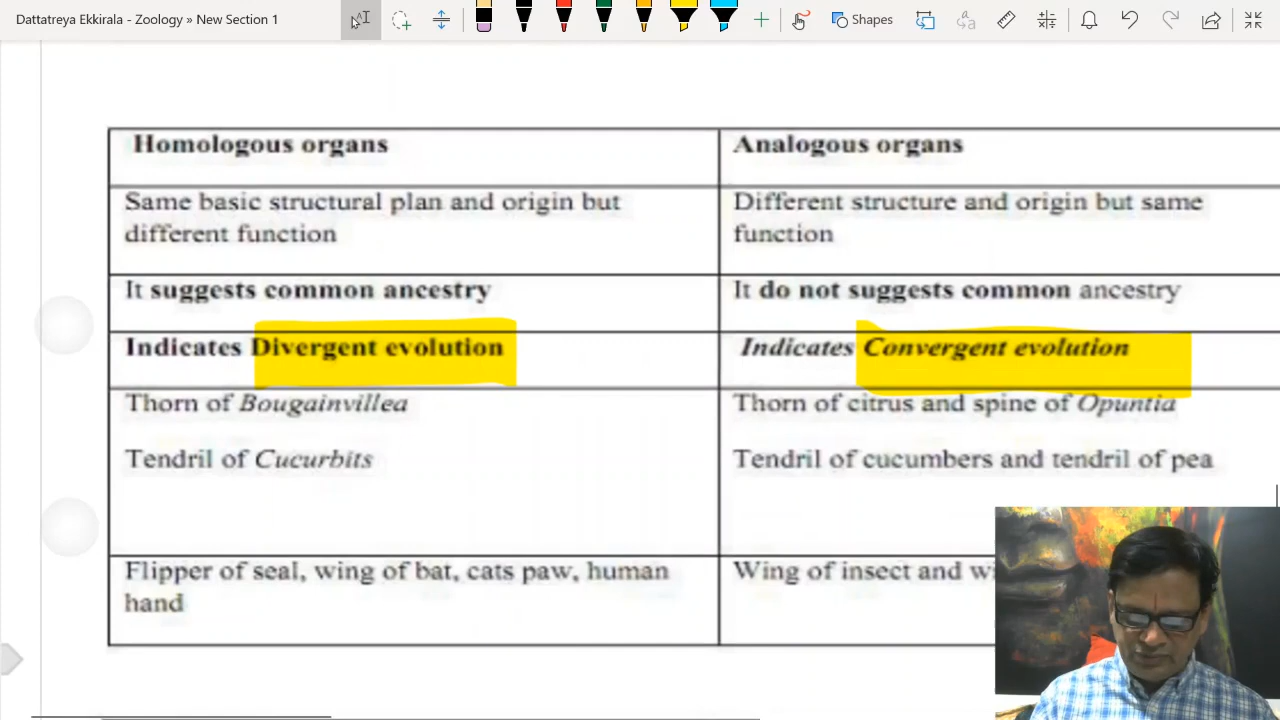 Dattatreya Ekkirala - Zoology » New Section 1
Shapes
Homologous organs
Analogous organs
Same basic structural plan and origin but
different function
Different structure and origin but same
function
It suggests common ancestry
It do not suggests common ancestry
Indicates Divergent evolution
Indicates Convergent evolution
Thorn of Bougainvillea
Thorn of citrus and spine of Opuntia
Tendril of Cucurbits
Tendril of cucumbers and tendril of pea
Flipper of seal, wing of bat, cats paw, human
hand
Wing of insect and